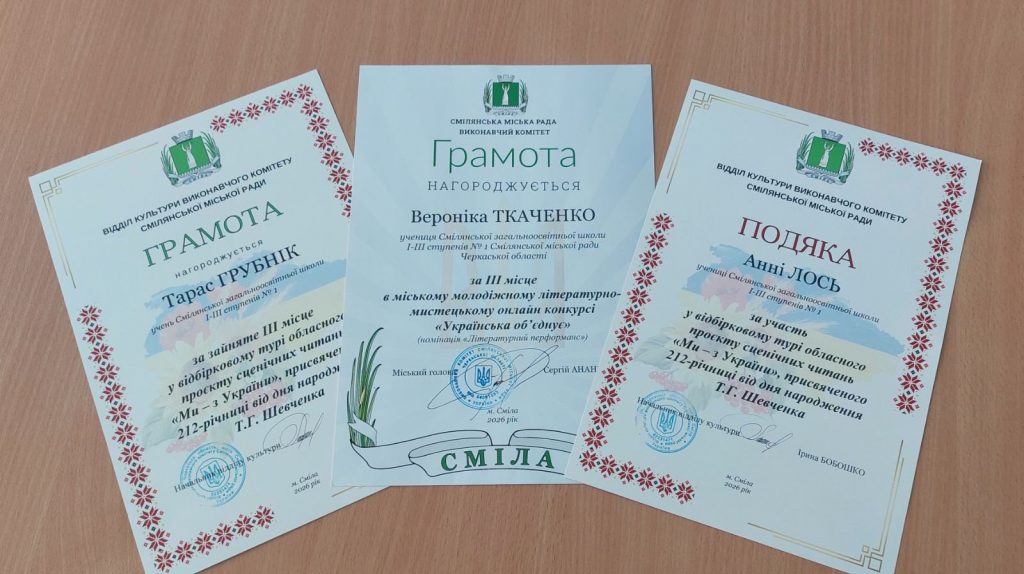 ВІДДІЛ КУЛЬТУРИ ВИКОНАВЧОГО КОМІТЕТУ
СМІЛЯНСЬКОЇ МІСЬКОЇ РАДИ
ГРАМОТА
нагороджується
Тарас ГРУБНІК
учень Смілянської загальноосвітньої школи
І-ІІІ ступенів № 1
за зайняте ІІІ місце
у відбірковому турі обласного
проєкту сценічних читань
«Ми – з України», присвяченого
212-річниці від дня народження
Т.Г. Шевченка
Начальник відділу культури
м. Сміла
2026 рік
СМІЛЯНСЬКА МІСЬКА РАДА
ВИКОНАВЧИЙ КОМІТЕТ
Грамота
НАГОРОДЖУЄТЬСЯ
Вероніка ТКАЧЕНКО
учениця Смілянської загальноосвітньої школи
І-ІІІ ступенів № 1 Смілянської міської ради
Черкаської області
за ІІІ місце
в міському молодіжному літературно-
мистецькому онлайн конкурсі
«Українська об’єднує»
(номінація «Літературний перформанс»)
Міський голова
Сергій АНАН
м. Сміла
2026 рік
СМІЛА
ВІДДІЛ КУЛЬТУРИ ВИКОНАВЧОГО КОМІТЕТУ
СМІЛЯНСЬКОЇ МІСЬКОЇ РАДИ
ПОДЯКА
Анні ЛОСЬ
учениці Смілянської загальноосвітньої школи
І-ІІІ ступенів № 1
за участь
у відбірковому турі обласного
проєкту сценічних читань
«Ми – з України», присвяченого
212-річниці від дня народження
Т.Г. Шевченка
Начальник відділу культури
Ірина БОБОШКО
м. Сміла
2026 рік